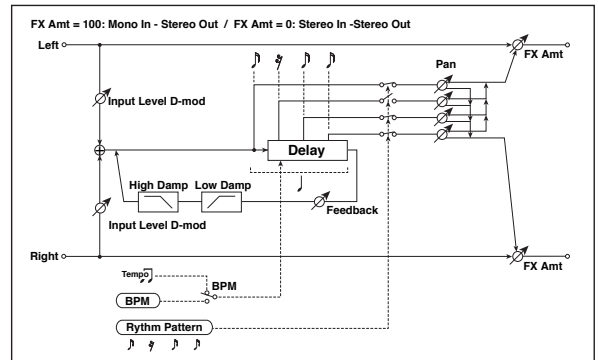 FX Amt = 100: Mono In - Stereo Out / FX Amt = 0: Stereo In -Stereo Out
Left
FX Amt
Pan
Input Level D-mod
Delay
High Damp
Low Damp
Feedback
Input Level D-mod
Right
FX Amt
Tempo
BPM
BPM
Rythm Pattern